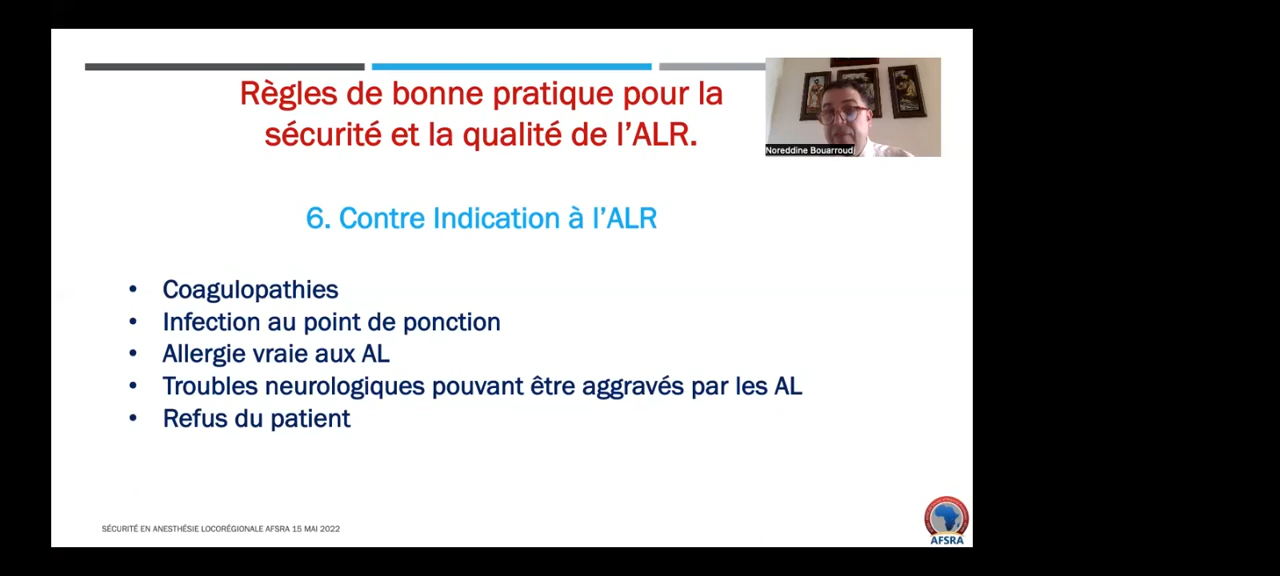 Règles de bonne pratique pour la
sécurité et la qualité de l'ALR.
Noreddine Bouarroudj
6. Contre Indication à l'ALR
• Coagulopathies
• Infection au point de ponction
• Allergie vraie aux AL
• Troubles neurologiques pouvant être aggravés par les AL
• Refus du patient
SÉCURITÉ EN ANESTHÉSIE LOCORÉGIONALE AFSRA 15 MAI 2022
AFSRA